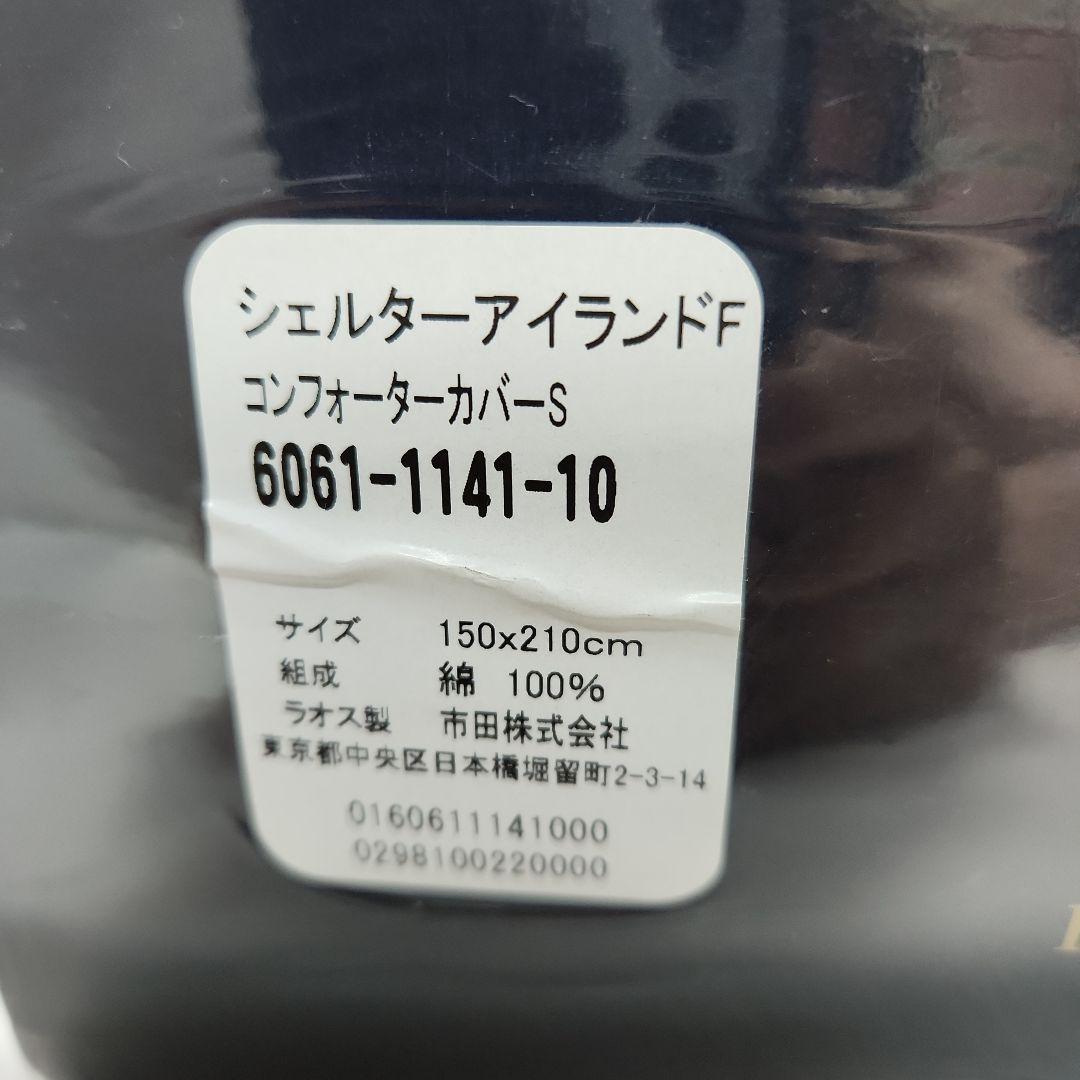 シェルターアイランドF
コンフォーターカバーS
6061-1141-10
サイズ 150x210cm
組成 綿 100%
ラオス製 市田株式会社
東京都中央区日本橋堀留町2-3-14
0160611141000
0298100220000